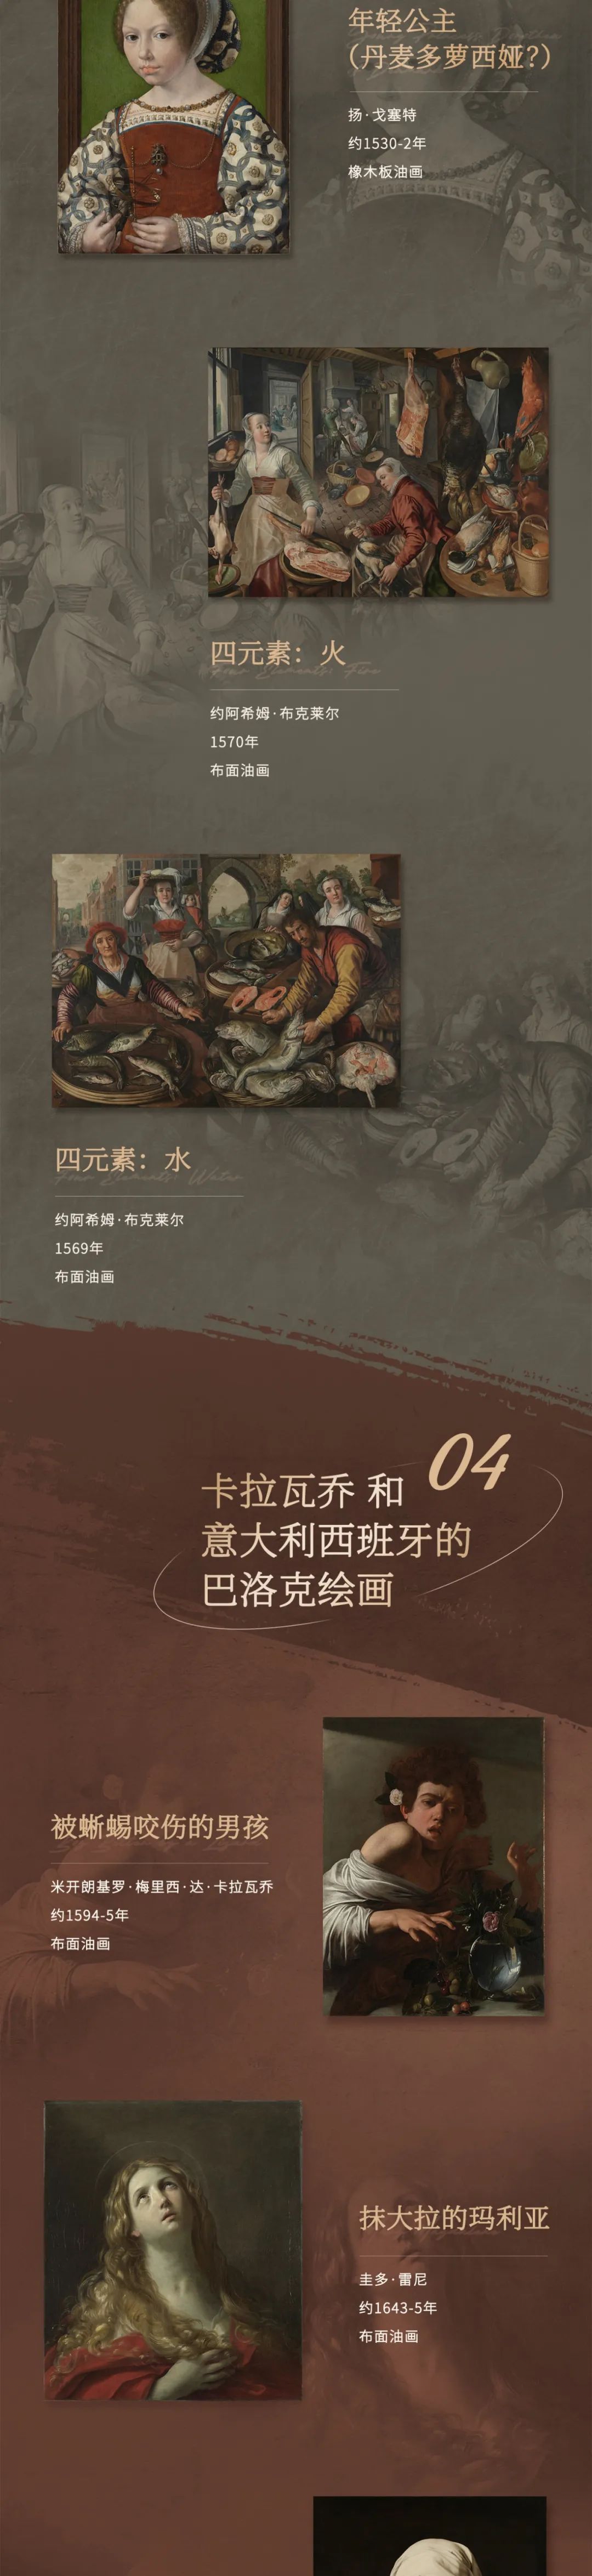 年轻公主
（丹麦多萝西娅？）
扬·戈塞特
约1530-2年
橡木板油画
四元素：火
Four Elements: Fire
约阿希姆·布克莱尔
1570年
布面油画
四元素：水
Four Elements: Water
约阿希姆·布克莱尔
1569年
布面油画
04
卡拉瓦乔 和
意大利西班牙的
巴洛克绘画
被蜥蜴咬伤的男孩
米开朗基罗·梅里西·达·卡拉瓦乔
约1594-5年
布面油画
抹大拉的玛利亚
圭多·雷尼
约1643-5年
布面油画